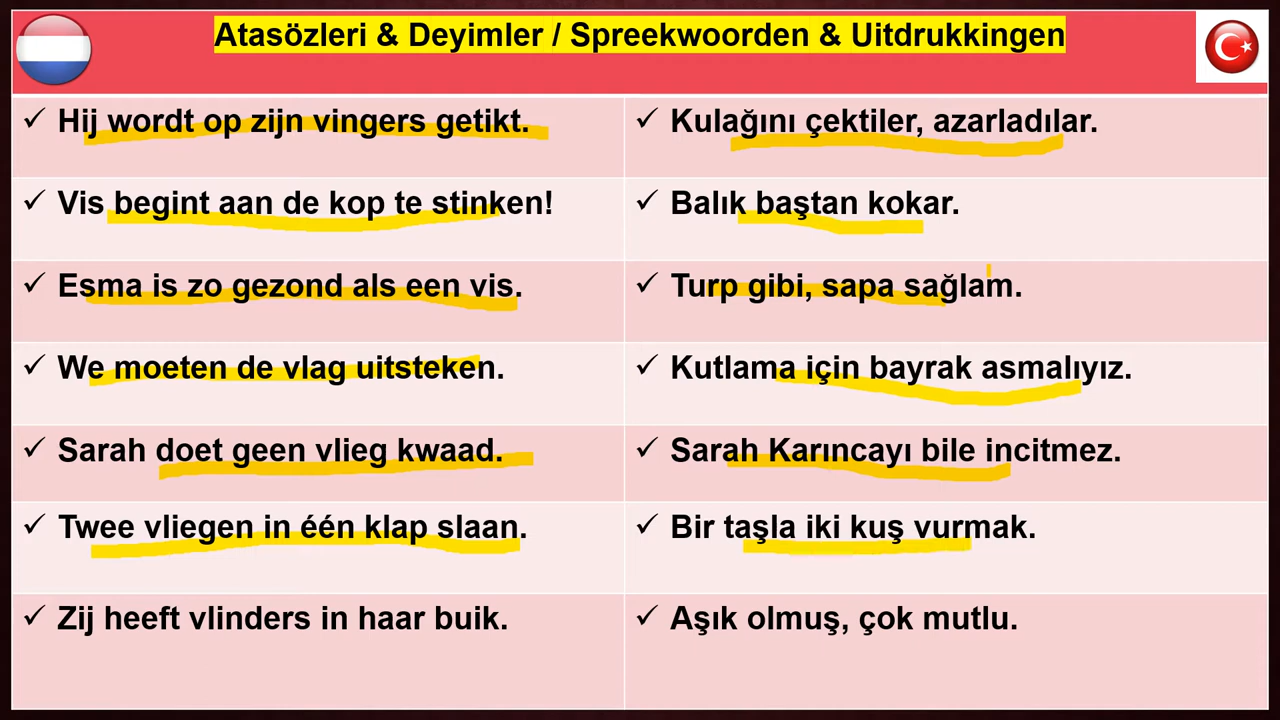 Atasözleri & Deyimler / Spreekwoorden & Uitdrukkingen
Hij wordt op zijn vingers getikt.
Kulağını çektiler, azarladılar.
Vis begint aan de kop te stinken!
Balık baştan kokar.
Esma is zo gezond als een vis.
Turp gibi, sapa sağlam.
We moeten de vlag uitsteken.
Kutlama için bayrak asmalıyız.
Sarah doet geen vlieg kwaad.
Sarah Karıncayı bile incitmez.
Twee vliegen in één klap slaan.
Bir taşla iki kuş vurmak.
Zij heeft vlinders in haar buik.
Aşık olmuş, çok mutlu.